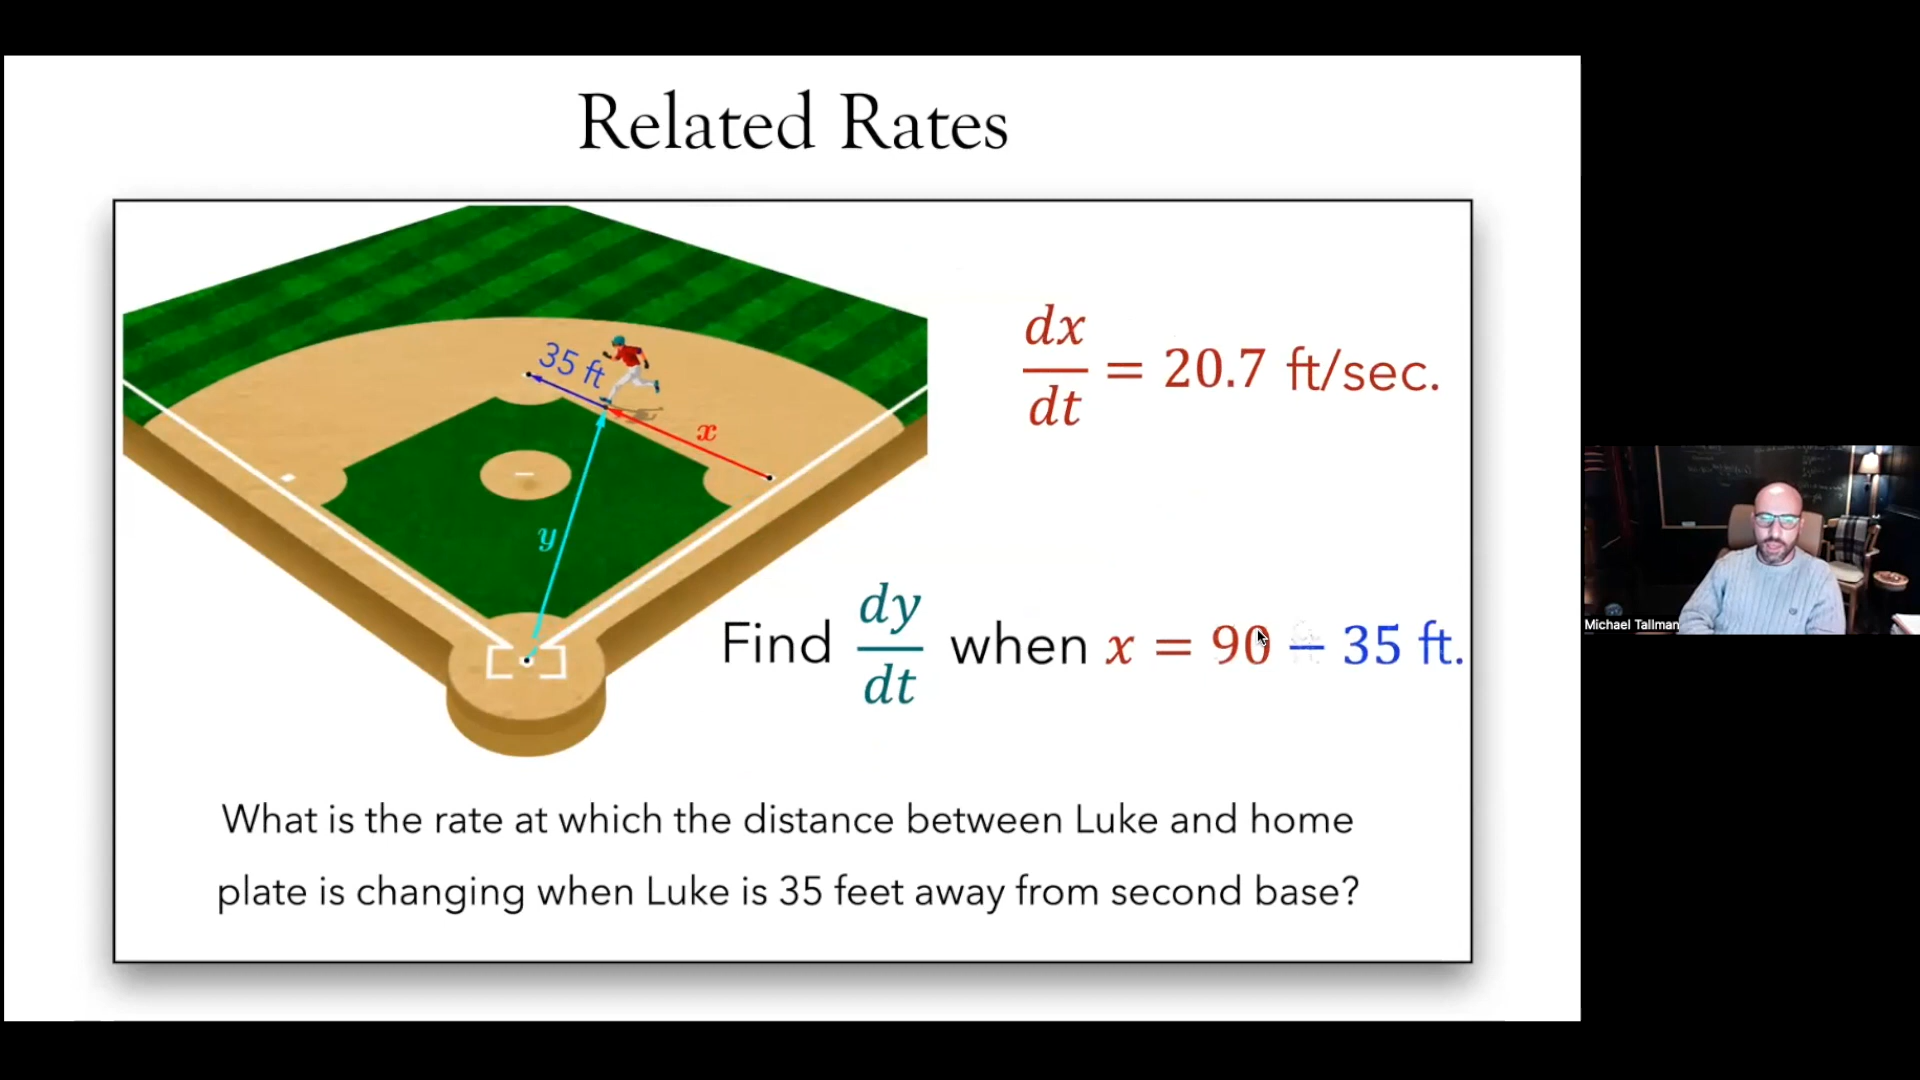 Related Rates
35 ft
x
y
dx/dt = 20.7 ft/sec.
Find dy/dt when x = 90 − 35 ft.
What is the rate at which the distance between Luke and home
plate is changing when Luke is 35 feet away from second base?
Michael Tallman